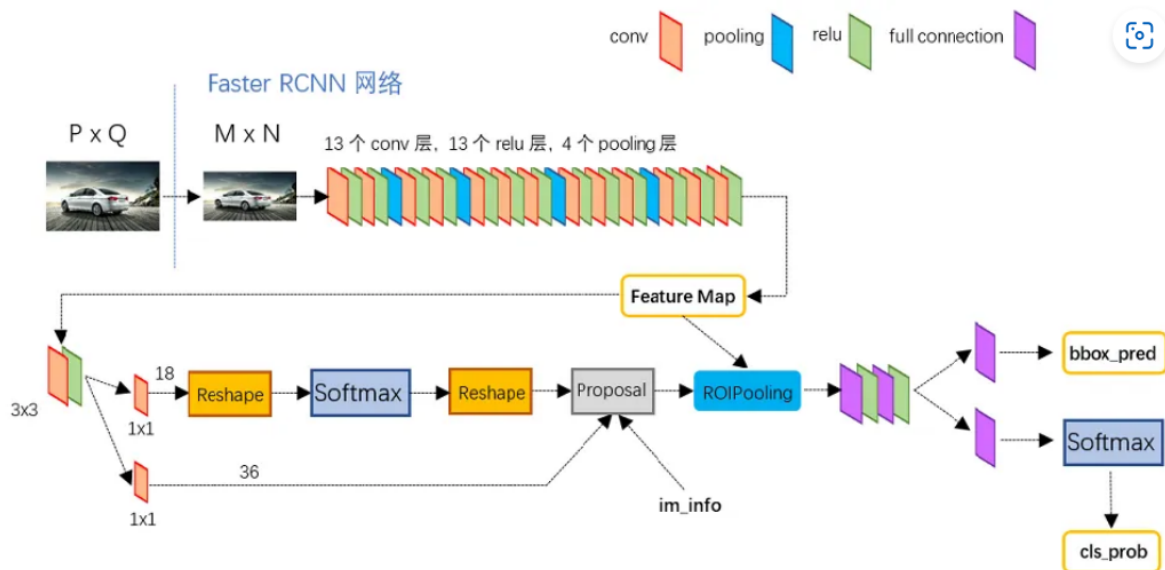 conv
pooling
relu
full connection
Faster RCNN 网络
P x Q
M x N
13 个 conv 层, 13 个 relu 层, 4 个 pooling 层
Feature Map
3x3
18
1x1
Reshape
Softmax
Reshape
Proposal
ROIPooling
bbox_pred
36
1x1
im_info
Softmax
cls_prob